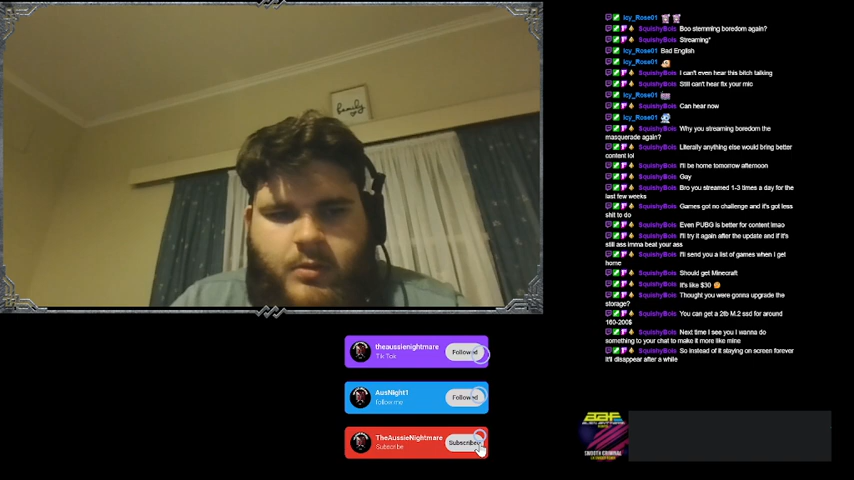 family
Icy_Rose01
SquishyBois Boo stemming boredom again?
SquishyBois Streaming*
Icy_Rose01 Bad English
Icy_Rose01
SquishyBois I can't even hear this bitch talking
SquishyBois Still can't hear fix your mic
Icy_Rose01
SquishyBois Can hear now
Icy_Rose01
SquishyBois Why you streaming boredom the
masquerade again?
SquishyBois Literally anything else would bring better
content lol
SquishyBois I'll be home tomorrow afternoon
SquishyBois Gay
SquishyBois Bro you streamed 1-3 times a day for the
last few weeks
SquishyBois Games got no challenge and it's got less
shit to do
SquishyBois Even PUBG is better for content lmao
SquishyBois I'll try it again after the update and if it's
still ass imma beat your ass
SquishyBois I'll send you a list of games when I get
home
SquishyBois Should get Minecraft
SquishyBois It's like $30
SquishyBois Thought you were gonna upgrade the
storage?
SquishyBois You can get a 2tb M.2 ssd for around
160-200$
SquishyBois Next time I see you I wanna do
something to your chat to make it more like mine
SquishyBois So instead of it staying on screen forever
it'll disappear after a while
theaussienightmare
Tik Tok
Followed
AusNight1
Follow me
Followed
TheAussieNightmare
Subscribe
Subscribed
SMOOTH CRIMINAL